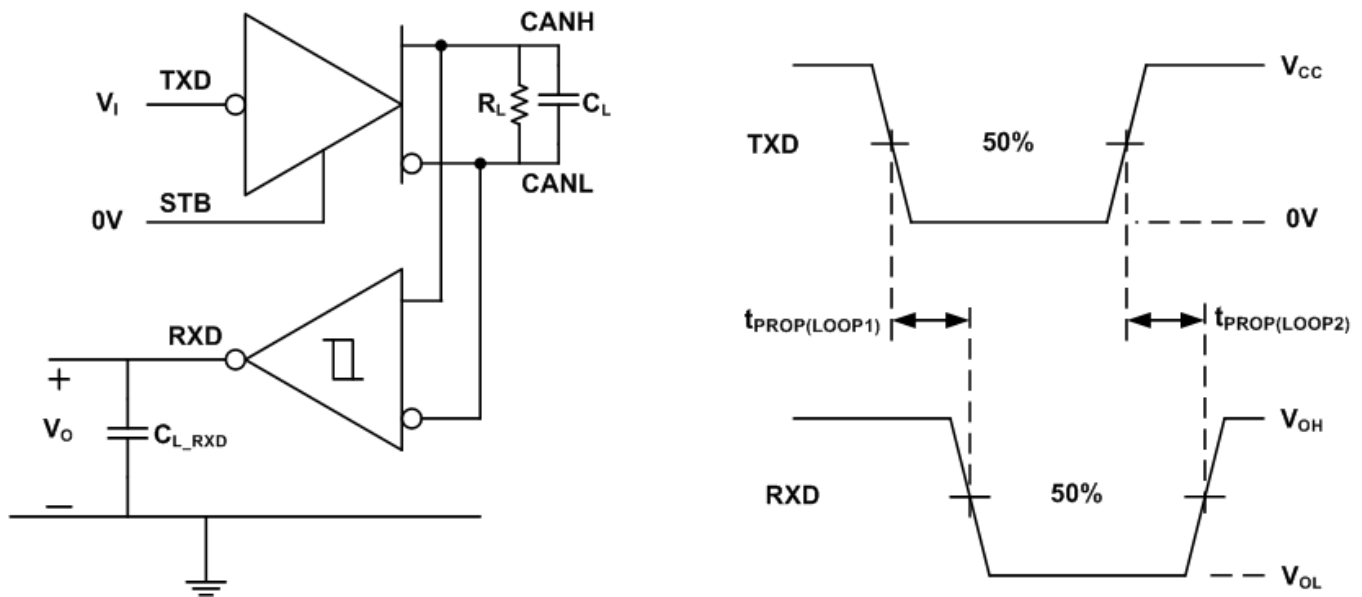 CANH
TXD
V_I
R_L
C_L
STB
0V
CANL
RXD
+
V_O
C_L_RXD
−
V_CC
TXD
50%
0V
t_PROP(LOOP1)
t_PROP(LOOP2)
V_OH
RXD
50%
V_OL